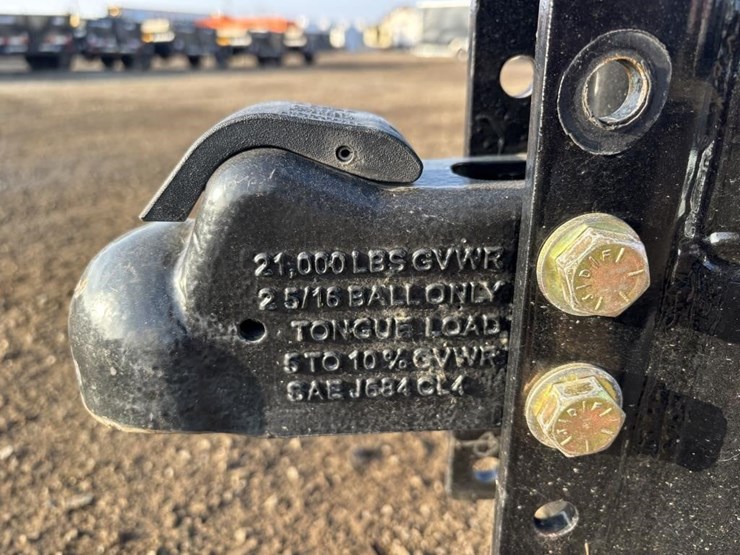 21,000 LBS GVWR
2 5/16 BALL ONLY
TONGUE LOAD
5 TO 10 % GVWR
SAE J684 CL4